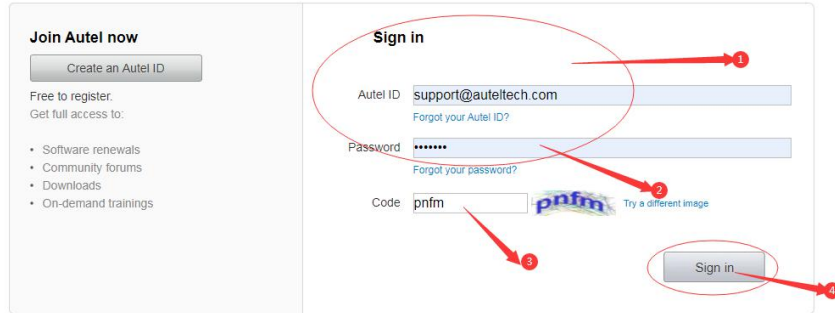 Join Autel now
Create an Autel ID
Free to register.
Get full access to:
• Software renewals
• Community forums
• Downloads
• On-demand trainings
Sign in
1
Autel ID support@auteltech.com
Forgot your Autel ID?
Password •••••••
2
Forgot your password?
Code pnfm pnfm Try a different image
3
Sign in
4